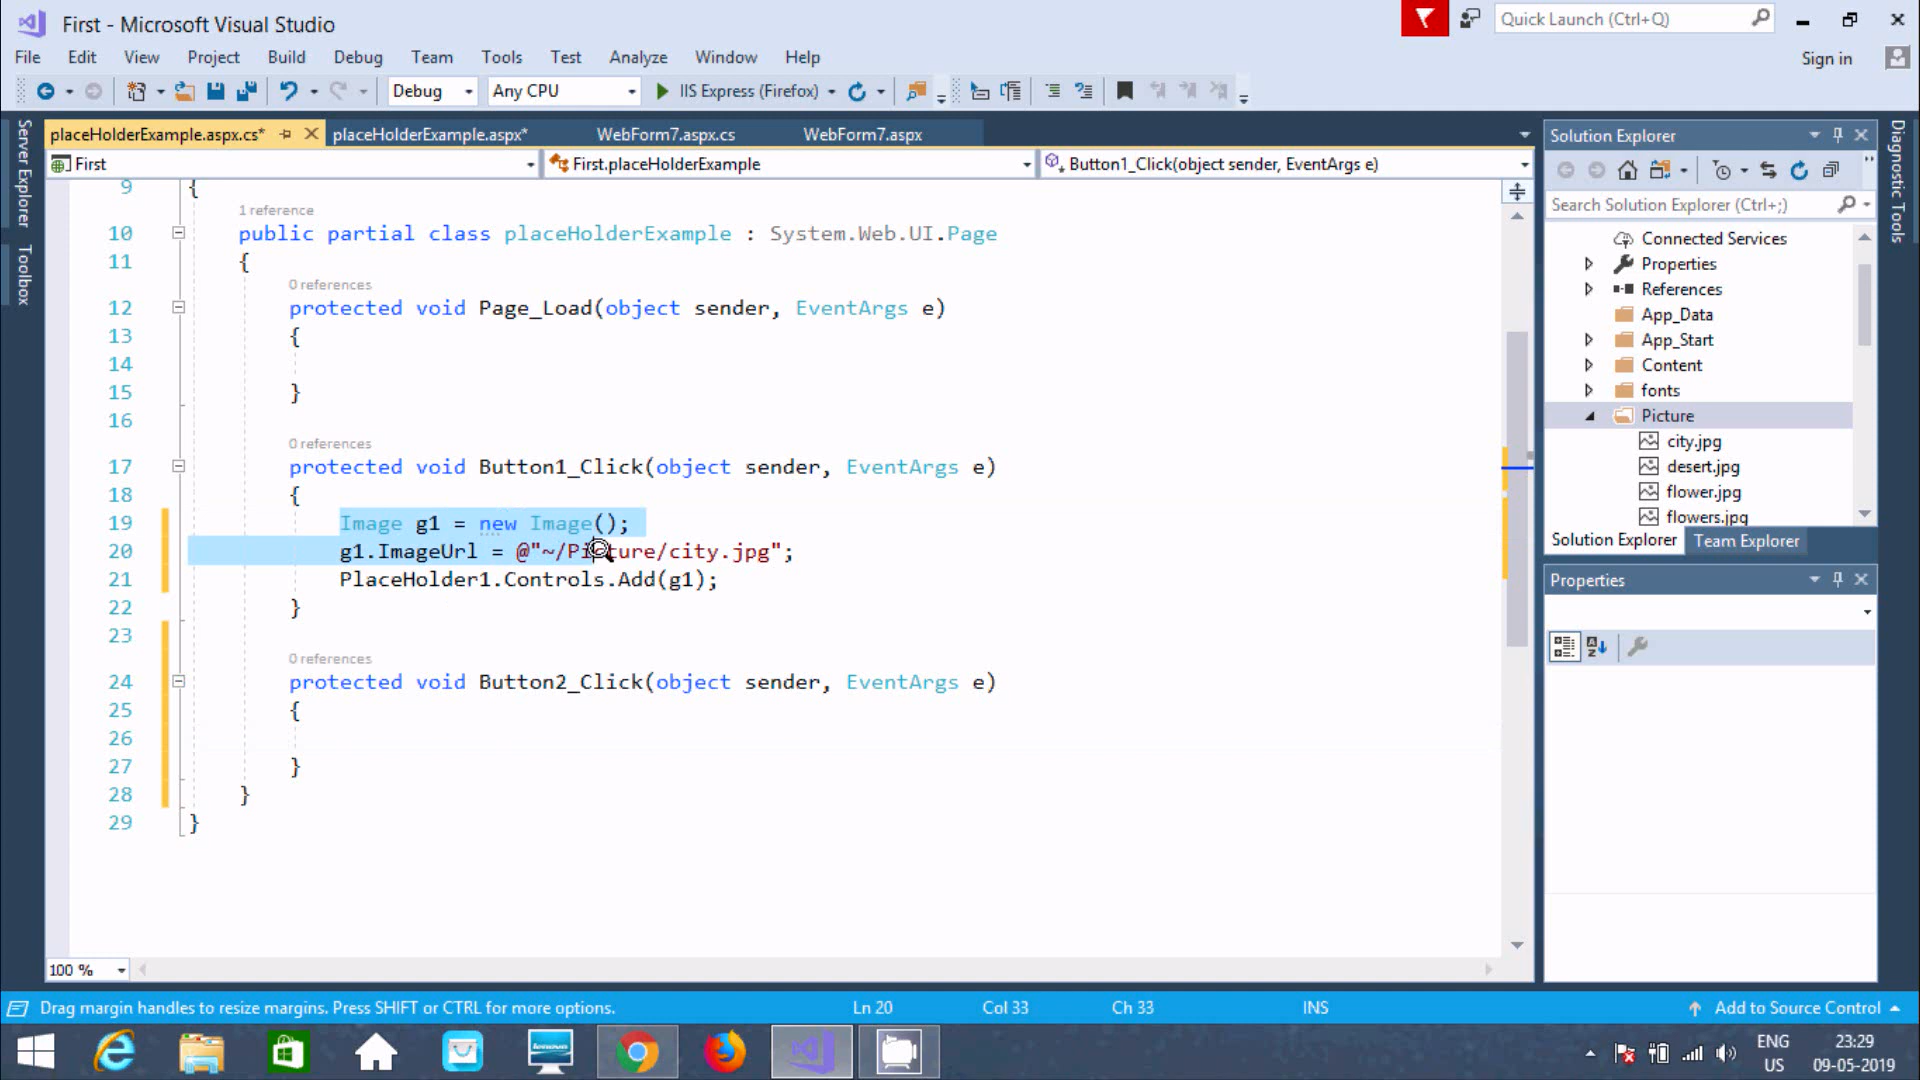 First - Microsoft Visual Studio
Quick Launch (Ctrl+Q)
File Edit View Project Build Debug Team Tools Test Analyze Window Help
Sign in
Debug Any CPU IIS Express (Firefox)
placeHolderExample.aspx.cs* placeHolderExample.aspx* WebForm7.aspx.cs WebForm7.aspx
First First.placeHolderExample Button1_Click(object sender, EventArgs e)
Server Explorer
Toolbox
9 {
1 reference
10 public partial class placeHolderExample : System.Web.UI.Page
11 {
0 references
12 protected void Page_Load(object sender, EventArgs e)
13 {
14
15 }
16
0 references
17 protected void Button1_Click(object sender, EventArgs e)
18 {
19 Image g1 = new Image();
20 g1.ImageUrl = @"~/Picture/city.jpg";
21 PlaceHolder1.Controls.Add(g1);
22 }
23
0 references
24 protected void Button2_Click(object sender, EventArgs e)
25 {
26
27 }
28 }
29 }
100 %
Solution Explorer
Search Solution Explorer (Ctrl+;)
Connected Services
Properties
References
App_Data
App_Start
Content
fonts
Picture
city.jpg
desert.jpg
flower.jpg
flowers.jpg
Solution Explorer Team Explorer
Properties
Diagnostic Tools
Drag margin handles to resize margins. Press SHIFT or CTRL for more options. Ln 20 Col 33 Ch 33 INS Add to Source Control
lenovo
ENG
US
23:29
09-05-2019